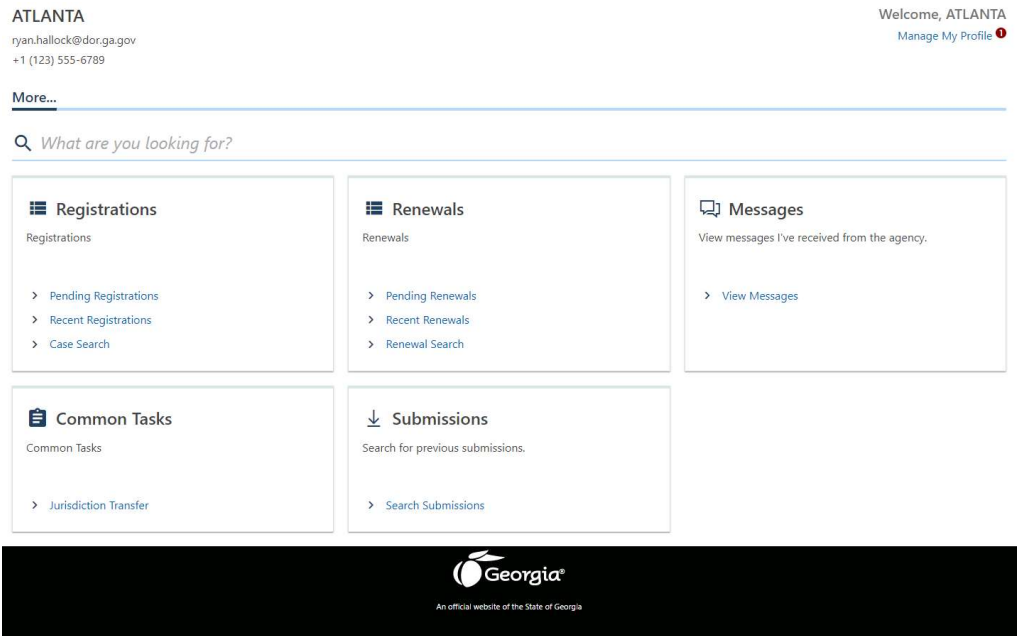 ATLANTA
Welcome, ATLANTA
ryan.hallock@dor.ga.gov
Manage My Profile 1
+1 (123) 555-6789
More...
What are you looking for?
Registrations
Registrations
Pending Registrations
Recent Registrations
Case Search
Renewals
Renewals
Pending Renewals
Recent Renewals
Renewal Search
Messages
View messages I've received from the agency.
View Messages
Common Tasks
Common Tasks
Jurisdiction Transfer
Submissions
Search for previous submissions.
Search Submissions
Georgia®
An official website of the State of Georgia